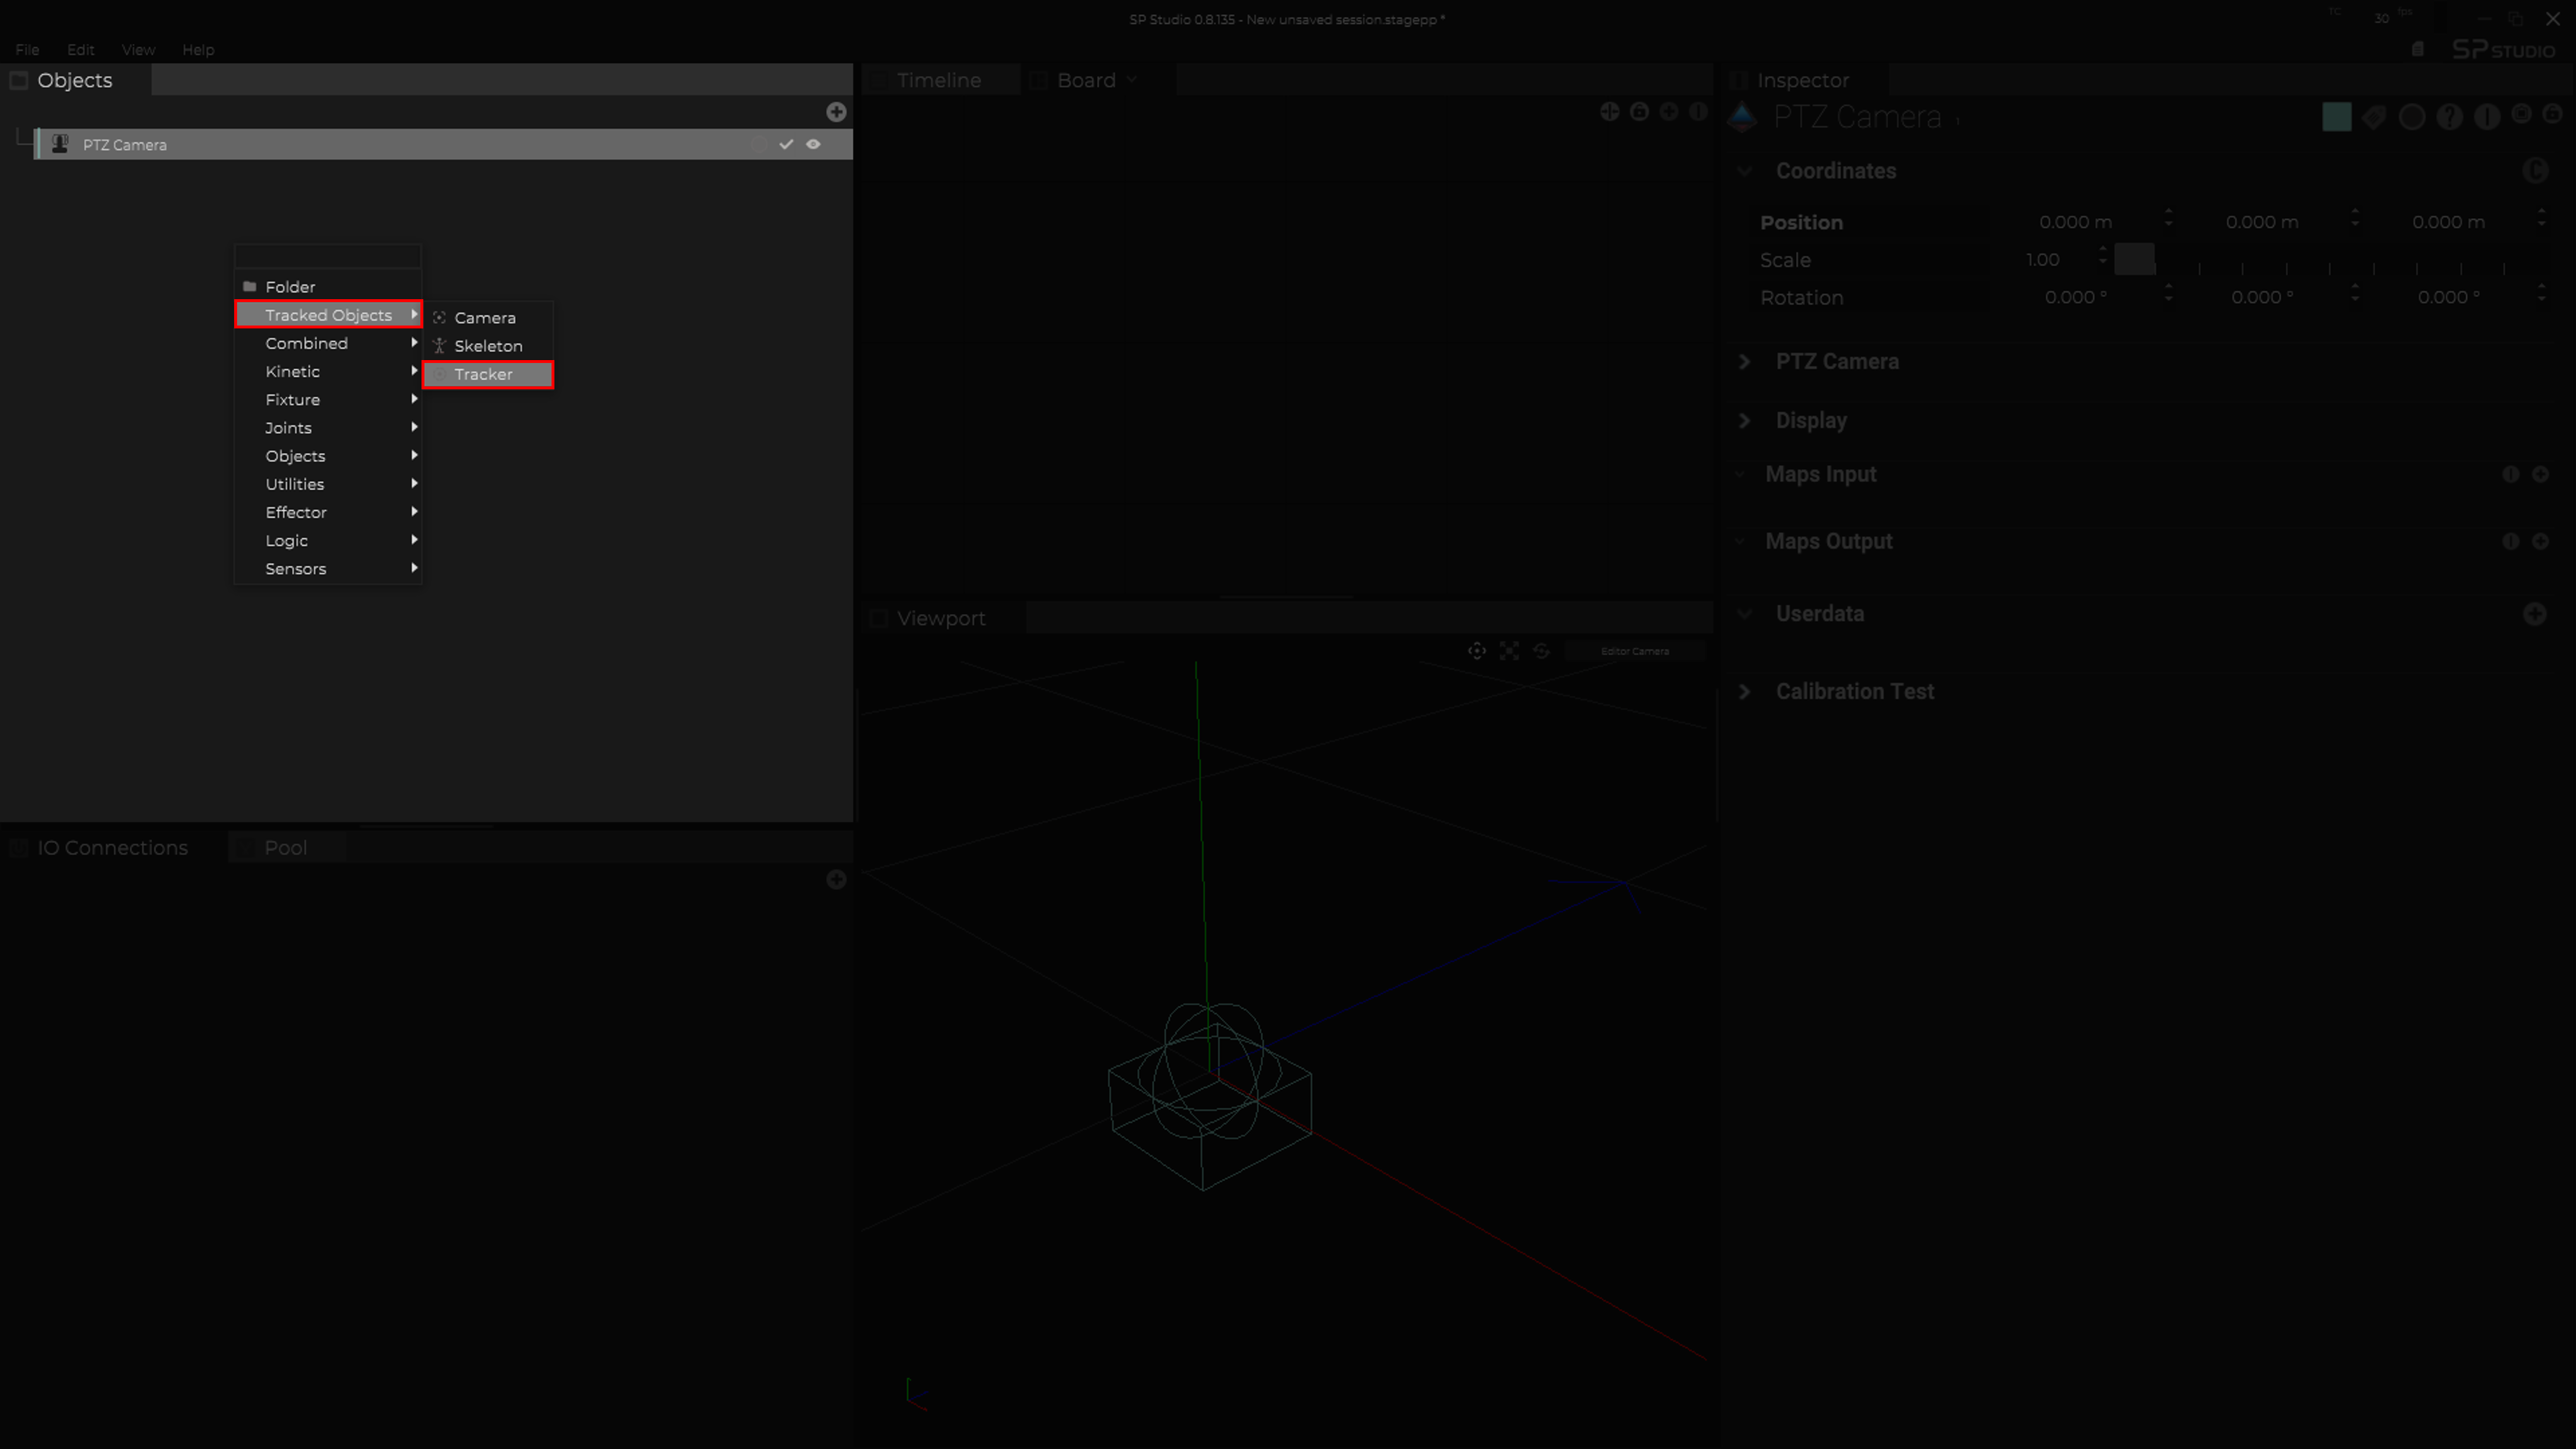 SP Studio 0.8.135 - New unsaved session.stagepp *
TC
30 fps
File Edit View Help
SP STUDIO
Objects
PTZ Camera
Folder
Tracked Objects
Combined
Kinetic
Fixture
Joints
Objects
Utilities
Effector
Logic
Sensors
Camera
Skeleton
Tracker
IO Connections
Pool
Timeline
Board
Viewport
Editor Camera
Inspector
PTZ Camera
Coordinates
Position 0.000 m 0.000 m 0.000 m
Scale 1.00
Rotation 0.000 ° 0.000 ° 0.000 °
PTZ Camera
Display
Maps Input
Maps Output
Userdata
Calibration Test